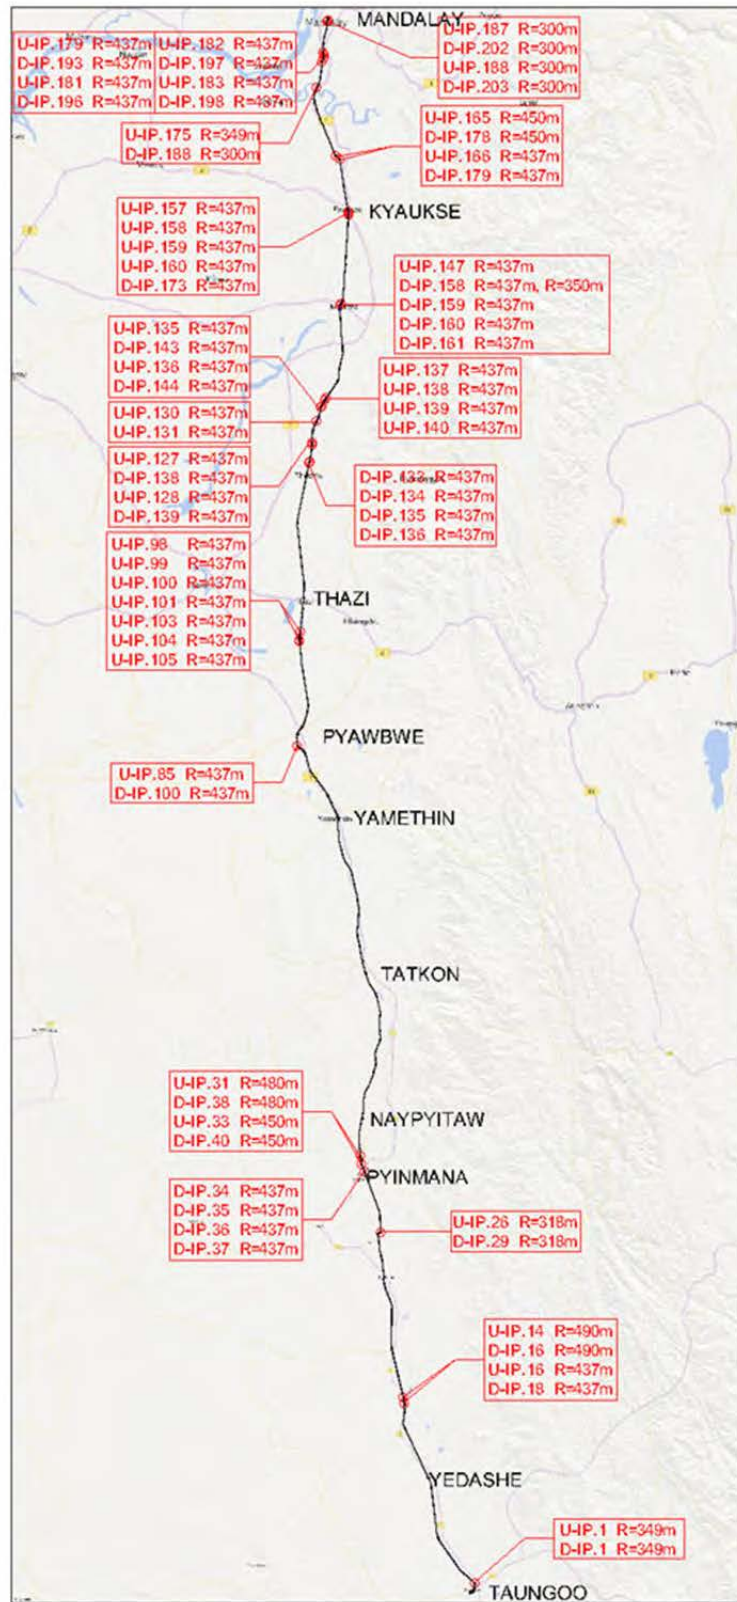 MANDALAY
U-IP.187 R=300m
D-IP.202 R=300m
U-IP.188 R=300m
D-IP.203 R=300m
U-IP.179 R=437m
D-IP.193 R=437m
U-IP.181 R=437m
D-IP.196 R=437m
U-IP.182 R=437m
D-IP.197 R=437m
U-IP.183 R=437m
D-IP.198 R=437m
U-IP.175 R=349m
D-IP.188 R=300m
U-IP.165 R=450m
D-IP.178 R=450m
U-IP.166 R=437m
D-IP.179 R=437m
KYAUKSE
U-IP.157 R=437m
U-IP.158 R=437m
U-IP.159 R=437m
U-IP.160 R=437m
D-IP.173 R=437m
U-IP.147 R=437m
D-IP.158 R=437m, R=350m
D-IP.159 R=437m
D-IP.160 R=437m
D-IP.161 R=437m
U-IP.135 R=437m
D-IP.143 R=437m
U-IP.136 R=437m
D-IP.144 R=437m
U-IP.137 R=437m
U-IP.138 R=437m
U-IP.139 R=437m
U-IP.140 R=437m
U-IP.130 R=437m
U-IP.131 R=437m
U-IP.127 R=437m
D-IP.138 R=437m
U-IP.128 R=437m
D-IP.139 R=437m
D-IP.133 R=437m
D-IP.134 R=437m
D-IP.135 R=437m
D-IP.136 R=437m
U-IP.98 R=437m
U-IP.99 R=437m
U-IP.100 R=437m
U-IP.101 R=437m
U-IP.103 R=437m
U-IP.104 R=437m
U-IP.105 R=437m
THAZI
PYAWBWE
U-IP.85 R=437m
D-IP.100 R=437m
YAMETHIN
TATKON
U-IP.31 R=480m
D-IP.38 R=480m
U-IP.33 R=450m
D-IP.40 R=450m
NAYPYITAW
PYINMANA
D-IP.34 R=437m
D-IP.35 R=437m
D-IP.36 R=437m
D-IP.37 R=437m
U-IP.26 R=318m
D-IP.29 R=318m
U-IP.14 R=490m
D-IP.16 R=490m
U-IP.16 R=437m
D-IP.18 R=437m
YEDASHE
U-IP.1 R=349m
D-IP.1 R=349m
TAUNGOO